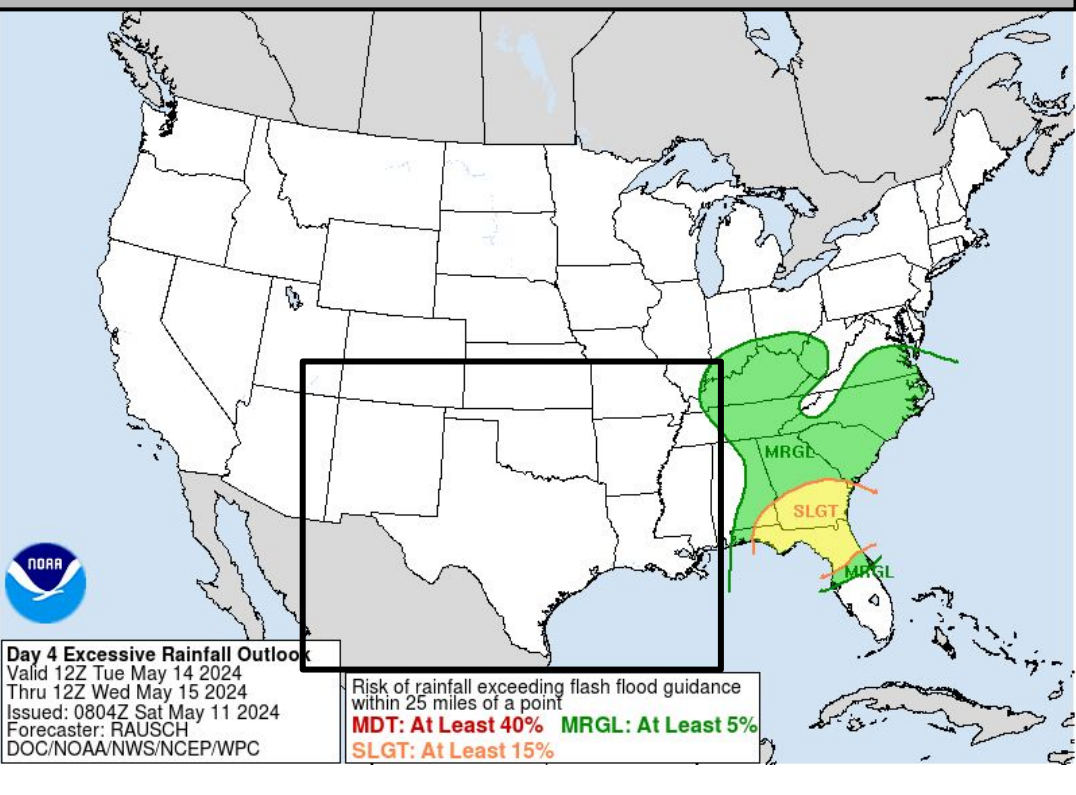 MRGL
SLGT
MRGL
NOAA
Day 4 Excessive Rainfall Outlook
Valid 12Z Tue May 14 2024
Thru 12Z Wed May 15 2024
Issued: 0804Z Sat May 11 2024
Forecaster: RAUSCH
DOC/NOAA/NWS/NCEP/WPC
Risk of rainfall exceeding flash flood guidance
within 25 miles of a point
MDT: At Least 40% MRGL: At Least 5%
SLGT: At Least 15%